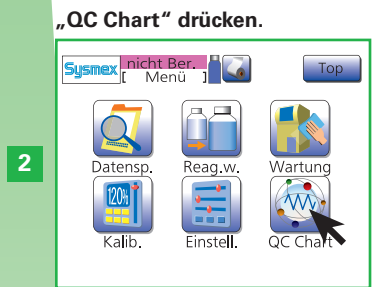 „QC Chart“ drücken.
Sysmex nicht Ber. Top
[ Menü ]
2
Datensp. Reag.w. Wartung
120%
Kalib. Einstell. QC Chart